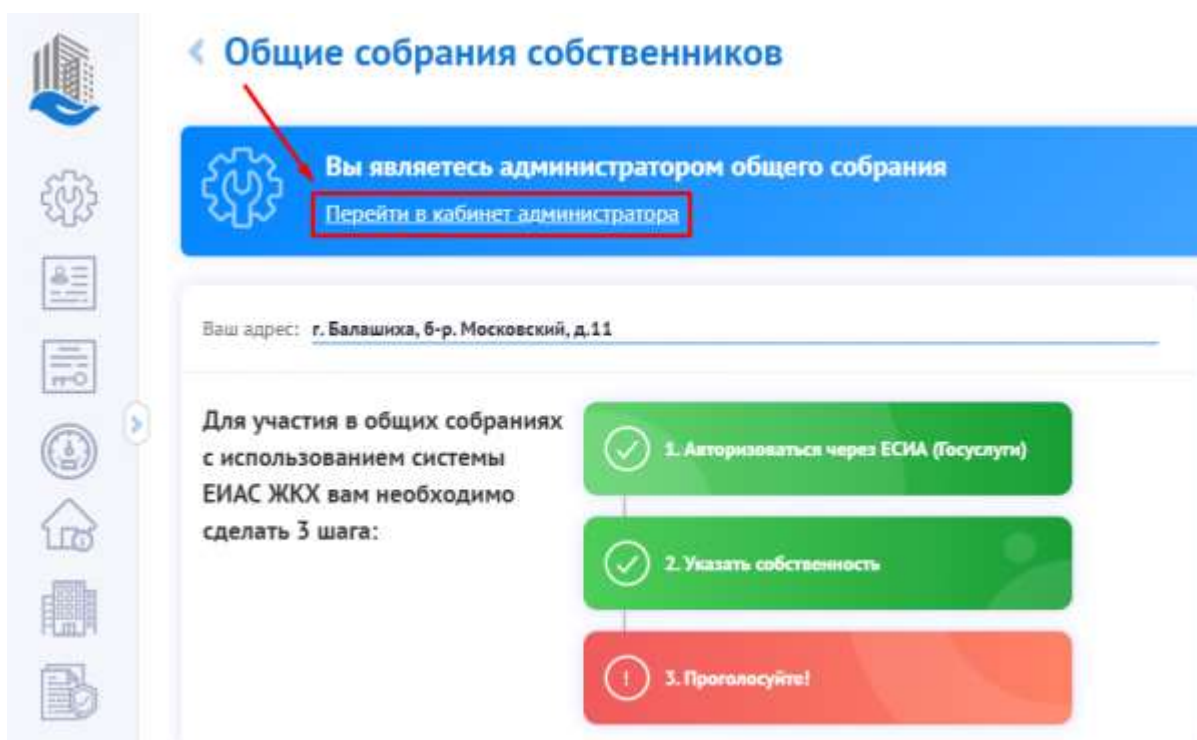 Общие собрания собственников
Вы являетесь администратором общего собрания
Перейти в кабинет администратора
Ваш адрес: г. Балашиха, б-р. Московский, д.11
Для участия в общих собраниях
с использованием системы
ЕИАС ЖКХ вам необходимо
сделать 3 шага:
1. Авторизоваться через ЕСИА (Госуслуги)
2. Указать собственность
3. Проголосуйте!